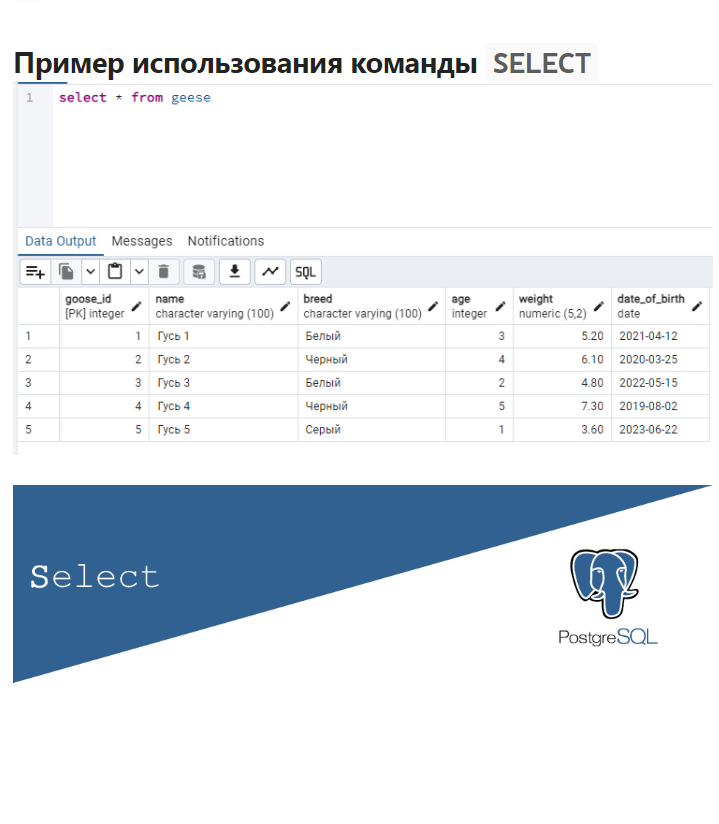 Пример использования команды SELECT
1 select * from geese
Data Output Messages Notifications
SQL
goose_id name breed age weight date_of_birth
[PK] integer character varying (100) character varying (100) integer numeric (5,2) date
1 1 Гусь 1 Белый 3 5.20 2021-04-12
2 2 Гусь 2 Черный 4 6.10 2020-03-25
3 3 Гусь 3 Белый 2 4.80 2022-05-15
4 4 Гусь 4 Черный 5 7.30 2019-08-02
5 5 Гусь 5 Серый 1 3.60 2023-06-22
Select
PostgreSQL